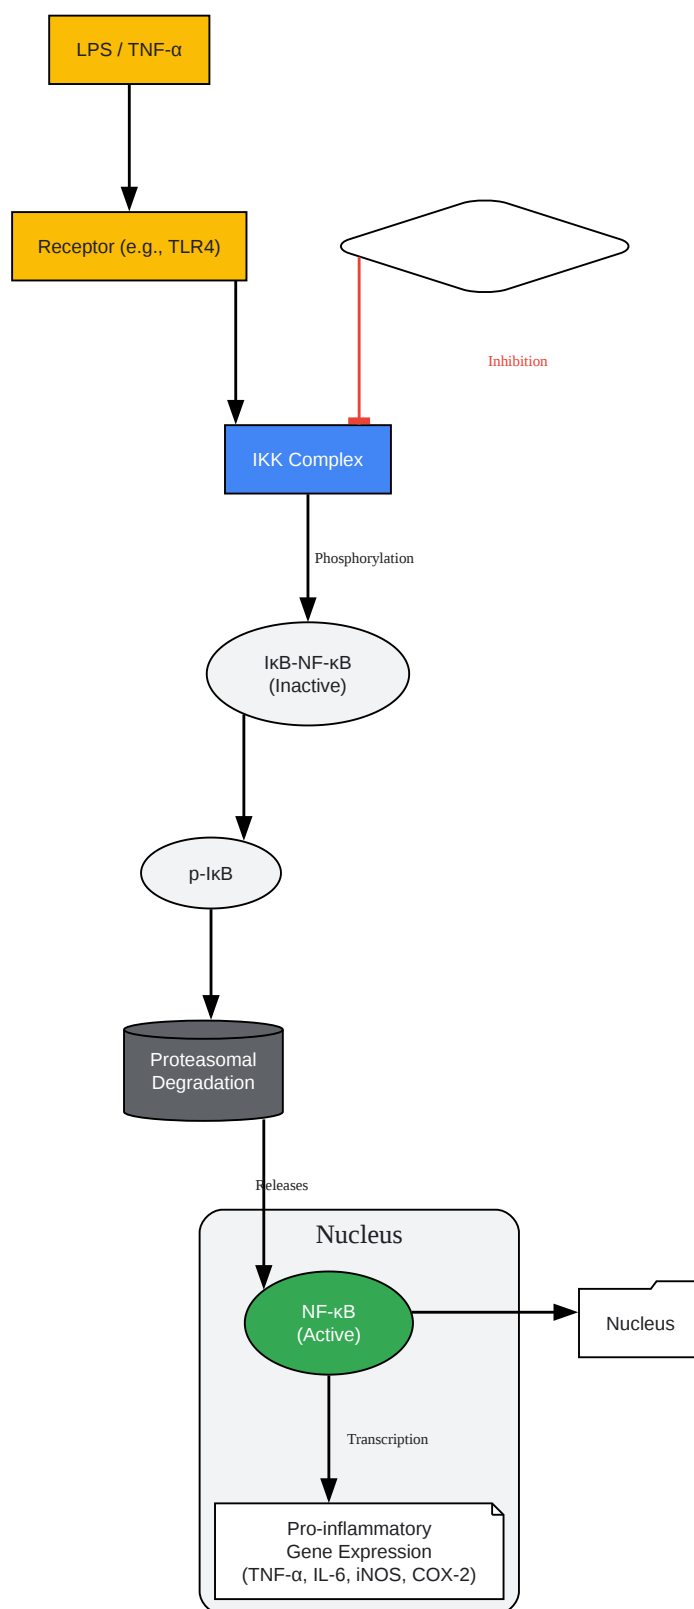 LPS / TNF-α
Receptor (e.g., TLR4)
Inhibition
IKK Complex
Phosphorylation
IκB-NF-κB
(Inactive)
p-IκB
Proteasomal
Degradation
Releases
Nucleus
NF-κB
(Active)
Nucleus
Transcription
Pro-inflammatory
Gene Expression
(TNF-α, IL-6, iNOS, COX-2)